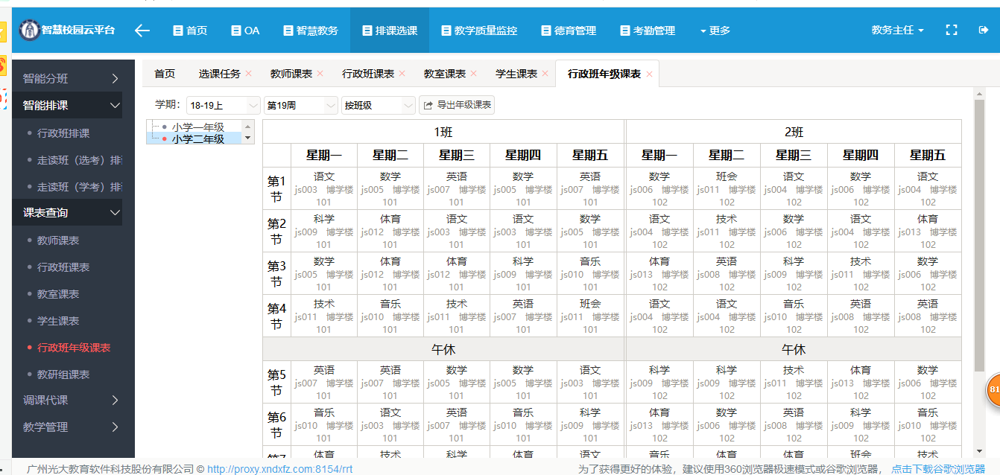 智慧校园云平台 首页 OA 智慧教务 排课选课 教学质量监控 德育管理 考勤管理 更多 教务主任
智能分班
智能排课
行政班排课
走读班（选考）排
走读班（学考）排
课表查询
教师课表
行政班课表
教室课表
学生课表
行政班年级课表
教研组课表
调课代课
教学管理
首页 选课任务 教师课表 行政班课表 教室课表 学生课表 行政班年级课表
学期: 18-19上 第19周 按班级 导出年级课表
小学一年级
小学二年级
1班 2班
星期一 星期二 星期三 星期四 星期五 星期一 星期二 星期三 星期四 星期五
第1 语文 数学 英语 数学 英语 数学 班会 语文 数学 语文
js003 博学楼 js005 博学楼 js007 博学楼 js005 博学楼 js007 博学楼 js006 博学楼 js011 博学楼 js004 博学楼 js006 博学楼 js004 博学楼
节 101 101 101 101 101 102 102 102 102 102
第2 科学 体育 语文 语文 数学 语文 技术 数学 语文 体育
js009 博学楼 js012 博学楼 js003 博学楼 js003 博学楼 js005 博学楼 js004 博学楼 js011 博学楼 js006 博学楼 js004 博学楼 js013 博学楼
节 101 101 101 101 101 102 102 102 102 102
第3 数学 体育 体育 科学 音乐 体育 英语 科学 技术 数学
js005 博学楼 js012 博学楼 js012 博学楼 js009 博学楼 js010 博学楼 js013 博学楼 js008 博学楼 js009 博学楼 js011 博学楼 js006 博学楼
节 101 101 101 101 101 102 102 102 102 102
第4 技术 音乐 技术 英语 班会 语文 语文 音乐 英语 英语
js011 博学楼 js010 博学楼 js011 博学楼 js007 博学楼 js011 博学楼 js004 博学楼 js004 博学楼 js010 博学楼 js008 博学楼 js008 博学楼
节 101 101 101 101 101 102 102 102 102 102
午休 午休
第5 英语 英语 数学 数学 语文 科学 科学 技术 体育 数学
js007 博学楼 js007 博学楼 js005 博学楼 js005 博学楼 js003 博学楼 js009 博学楼 js009 博学楼 js011 博学楼 js013 博学楼 js006 博学楼
节 101 101 101 101 101 102 102 102 102 102
第6 音乐 语文 英语 音乐 科学 体育 数学 英语 科学 音乐
js010 博学楼 js003 博学楼 js007 博学楼 js010 博学楼 js009 博学楼 js013 博学楼 js006 博学楼 js008 博学楼 js009 博学楼 js010 博学楼
节 101 101 101 101 101 102 102 102 102 102
第7 体育 技术 科学 体育 语文 音乐 体育 体育 班会 技术
81
广州光大教育软件科技股份有限公司 © http://proxy.xndxfz.com:8154/rrt 为了获得更好的体验，建议使用360浏览器极速模式或谷歌浏览器， 点击下载谷歌浏览器